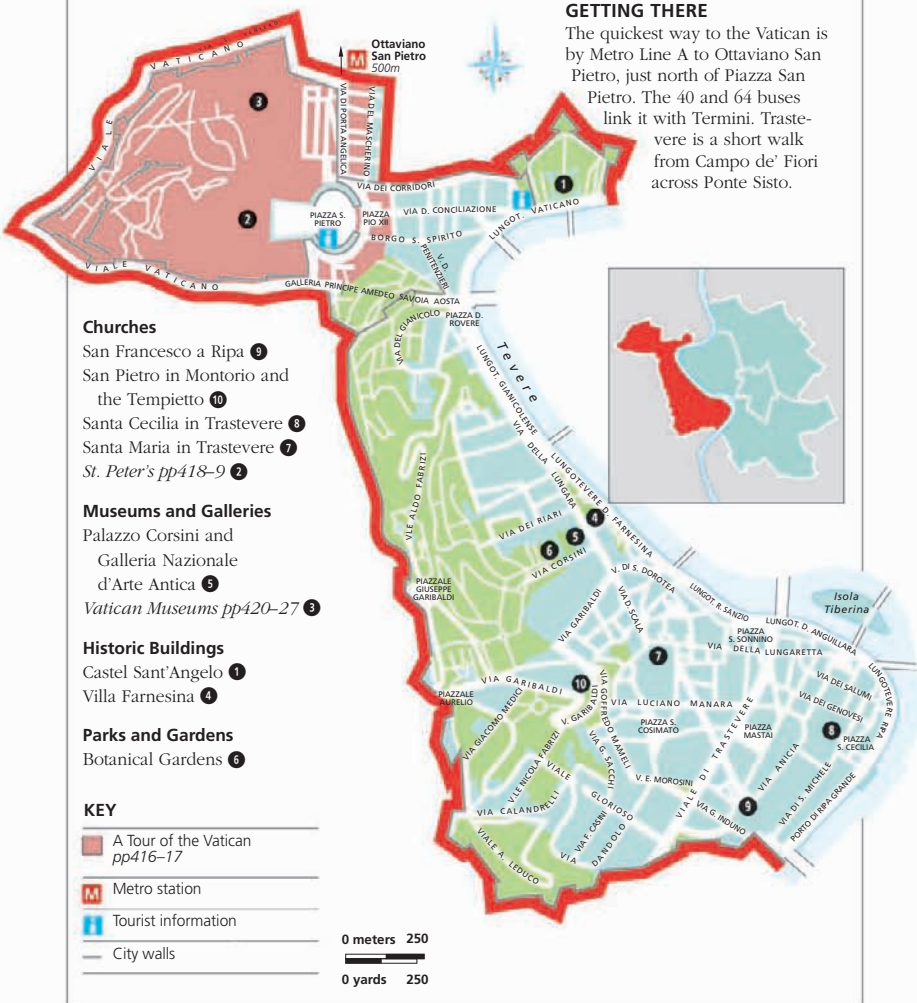 GETTING THERE
The quickest way to the Vatican is
by Metro Line A to Ottaviano San
Pietro, just north of Piazza San
Pietro. The 40 and 64 buses
link it with Termini. Traste-
vere is a short walk
from Campo de' Fiori
across Ponte Sisto.
Ottaviano
San Pietro
500m
M
VIALE VATICANO
3
VIA DI PORTA ANGELICA
VIA DEL MASCHERINO
1
VIA DEI CORRIDORI
2
PIAZZA S.
PIETRO
PIAZZA
PIO XII
VIA D. CONCILIAZIONE
LUNGOT. VATICANO
BORGO S. SPIRITO
V. D.
PENITENZIERI
VIALE VATICANO
GALLERIA PRINCIPE AMEDEO SAVOIA AOSTA
VIA DEL GIANICOLO
PIAZZA D.
ROVERE
Tevere
LUNGOT. GIANICOLENSE
VIA DELLA LUNGARA
LUNGOTEVERE D. FARNESINA
VLE ALDO FABRIZI
VIA DEI RIARI
4
5
6
VIA CORSINI
PIAZZALE
GIUSEPPE
GARIBALDI
V. DI S. DOROTEA
VIA GARIBALDI
VIA D. SCALA
LUNGOT. R. SANZIO
Isola
Tiberina
PIAZZA
S. SONNINO
LUNGOT. D. ANGUILLARA
VIA DELLA LUNGARETTA
7
VIA GARIBALDI
10
PIAZZALE
AURELIO
VIA GIACOMO MEDICI
V. GARIBALDI
VIA GOFFREDO MAMELI
VIA LUCIANO MANARA
PIAZZA S.
COSIMATO
VIALE DI TRASTEVERE
PIAZZA
MASTAI
VIA DEI SALUMI
VIA DEI GENOVESI
LUNGOTEVERE RPA
8
PIAZZA
S. CECILIA
V.LE NICOLA FABRIZI
VIA G. SACCHI
V. E. MOROSINI
VIA ANICIA
VIA DI S. MICHELE
PORTO DI RIPA GRANDE
VIALE GLORIOSO
VIA CALANDRELLI
VIA F. CASINI
VIA G. INDUNO
9
VIA DANDOLO
VIALE A. LEDUCO
Churches
San Francesco a Ripa 9
San Pietro in Montorio and
the Tempietto 10
Santa Cecilia in Trastevere 8
Santa Maria in Trastevere 7
St. Peter's pp418–9 2
Museums and Galleries
Palazzo Corsini and
Galleria Nazionale
d'Arte Antica 5
Vatican Museums pp420–27 3
Historic Buildings
Castel Sant'Angelo 1
Villa Farnesina 4
Parks and Gardens
Botanical Gardens 6
KEY
A Tour of the Vatican
pp416–17
M Metro station
Tourist information
City walls
0 meters 250
0 yards 250